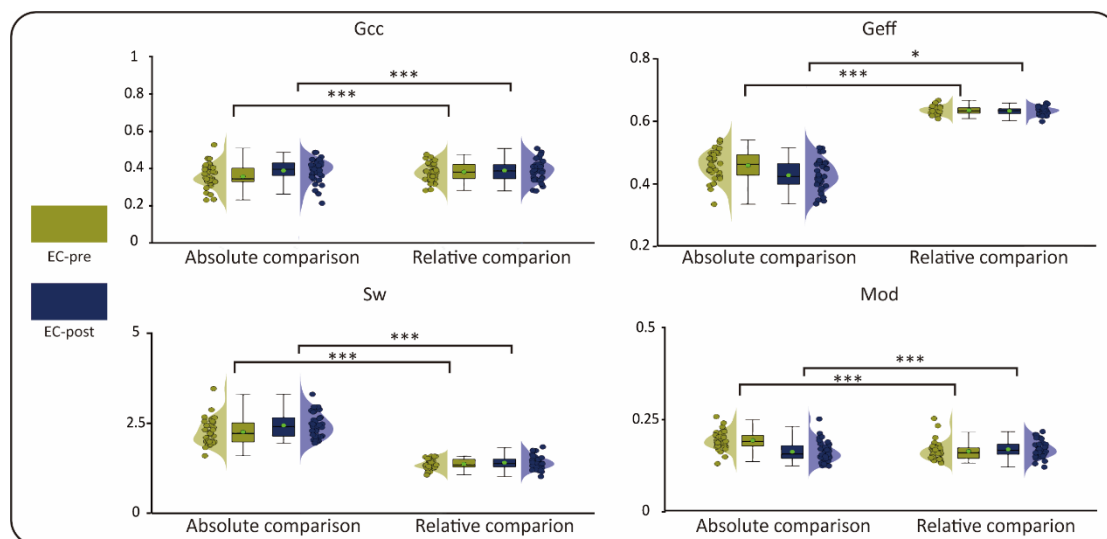 Gcc
1
0.8
0.6
0.4
0.2
0
***
***
Absolute comparison
Relative comparion
Geff
0.8
0.6
0.4
0.2
*
***
Absolute comparison
Relative comparion
EC-pre
EC-post
Sw
5
2.5
0
***
***
Absolute comparison
Relative comparion
Mod
0.5
0.25
0
***
***
Absolute comparison
Relative comparion